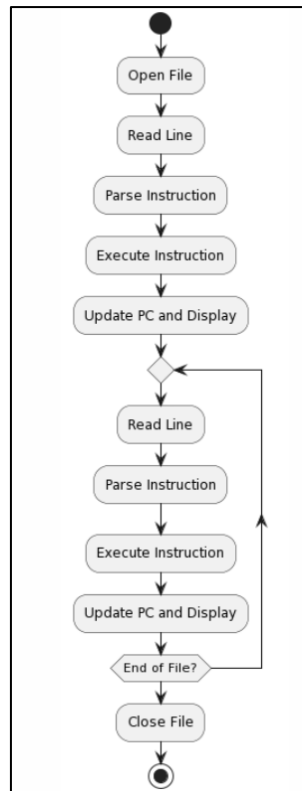 Open File
Read Line
Parse Instruction
Execute Instruction
Update PC and Display
Read Line
Parse Instruction
Execute Instruction
Update PC and Display
End of File?
Close File